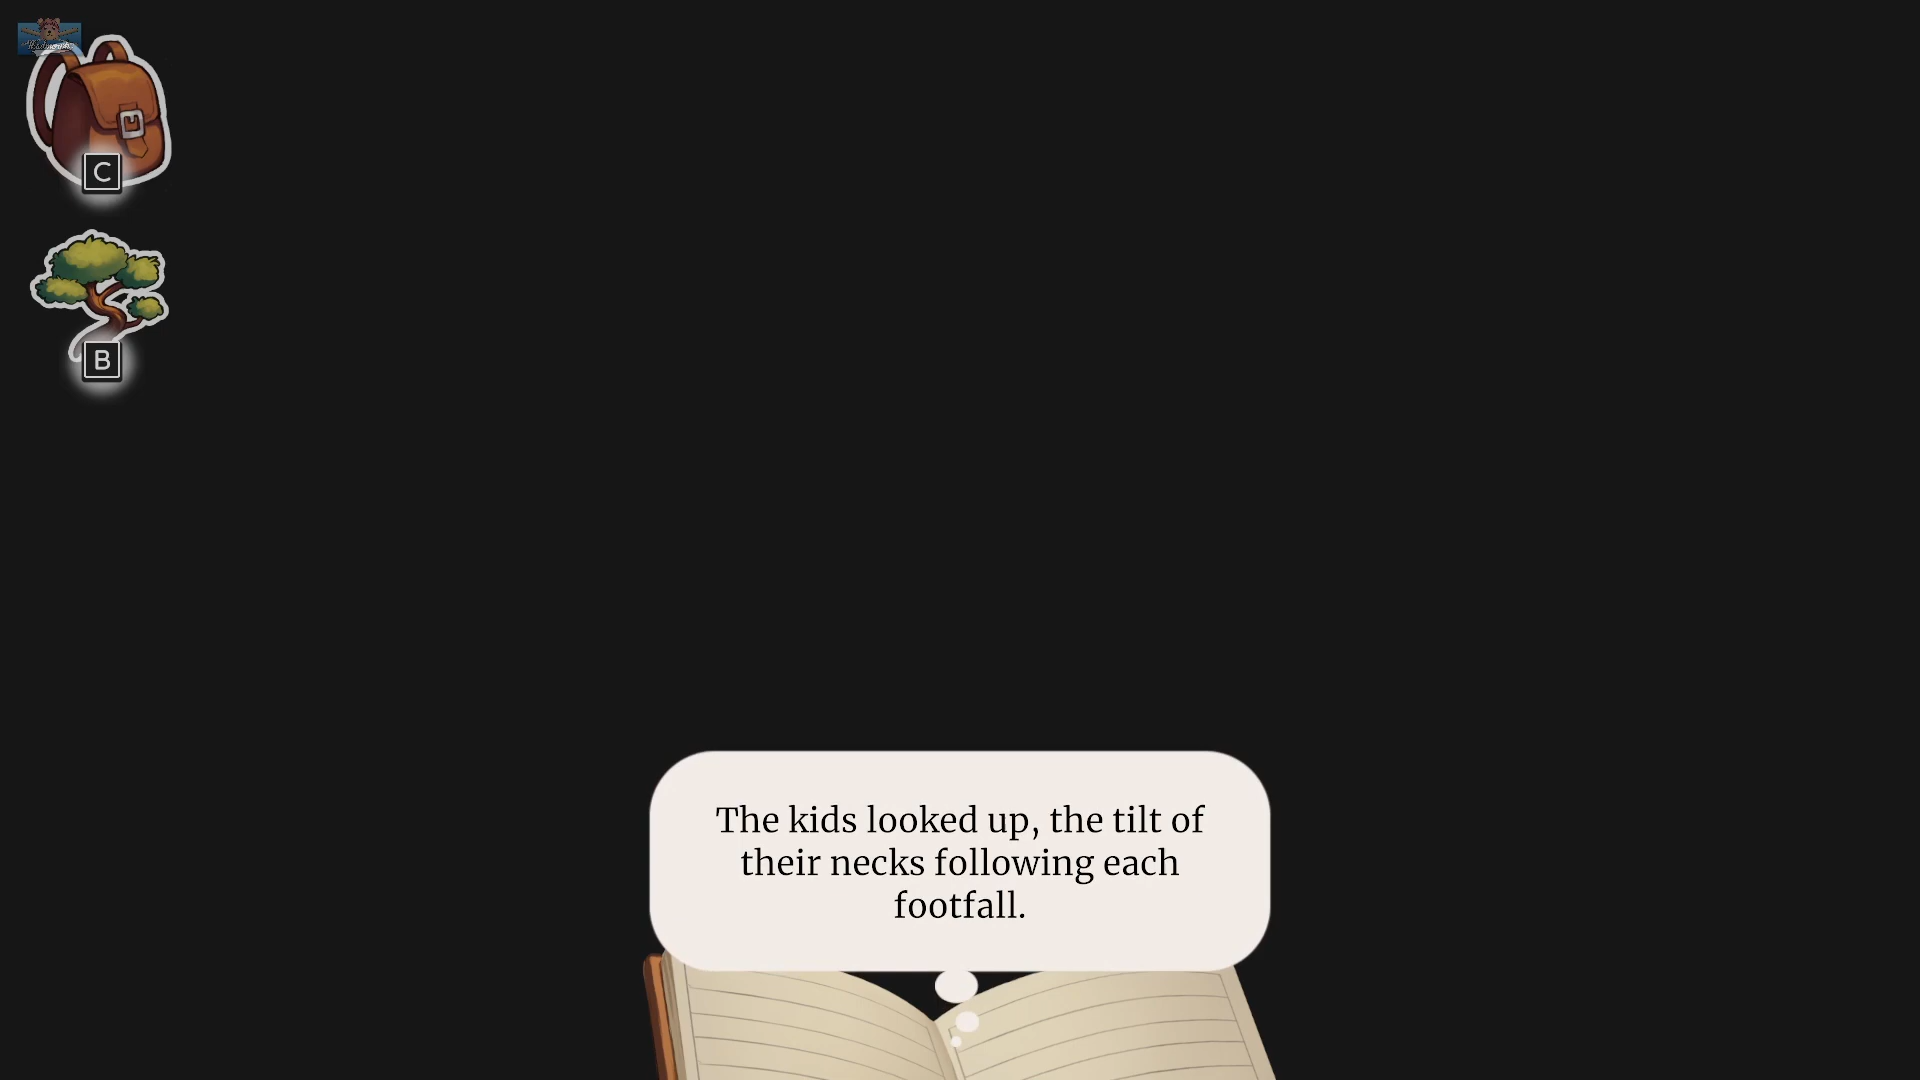 C
B
The kids looked up, the tilt of
their necks following each
footfall.